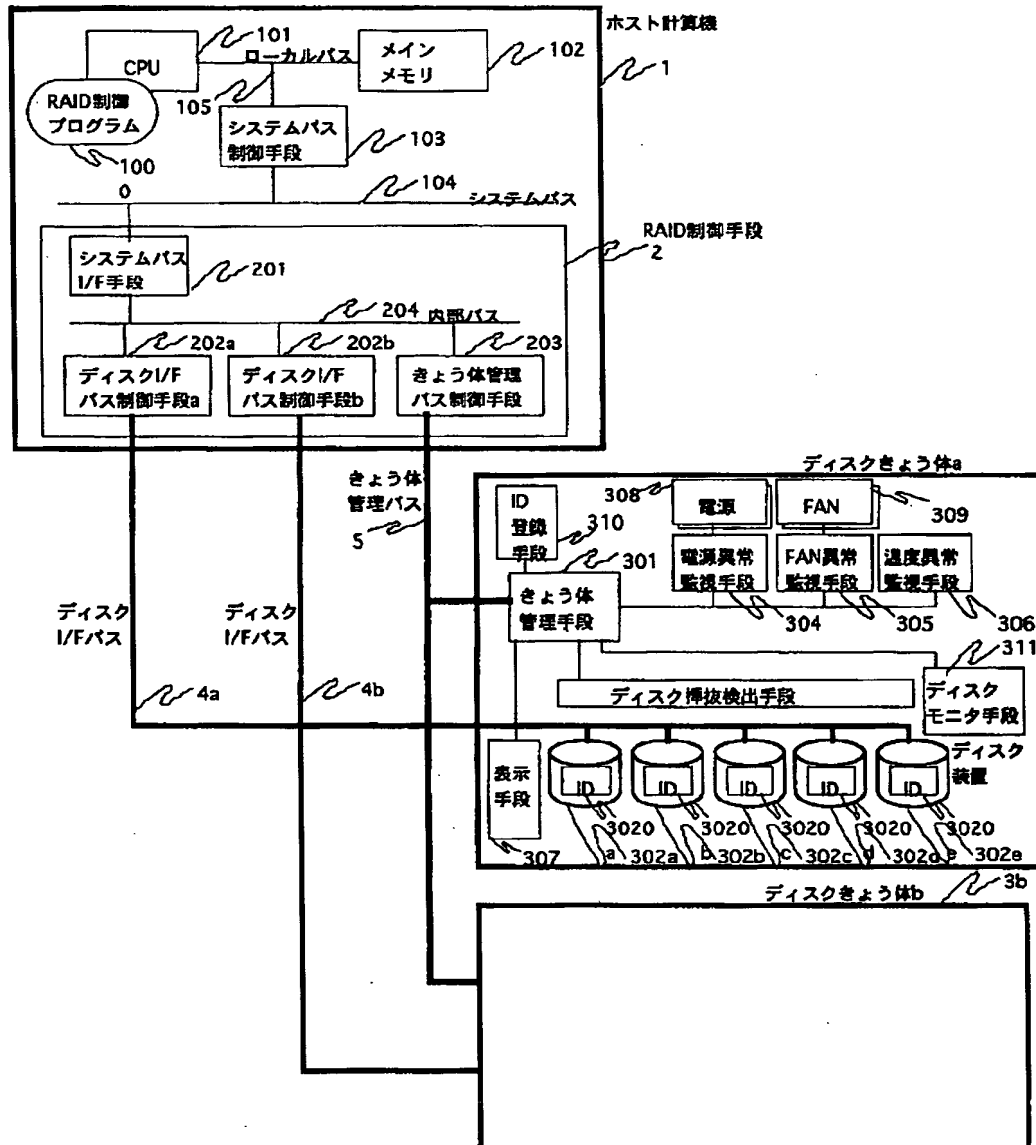 ホスト計算機
1
101
CPU
ローカルバス
メイン
メモリ
102
RAID制御
プログラム
105
システムバス
制御手段
103
100
0
104
システムバス
RAID制御手段
2
システムバス
I/F手段
201
204
内部バス
202a
202b
203
ディスクI/F
バス制御手段a
ディスクI/F
バス制御手段b
きょう体管理
バス制御手段
ディスクきょう体a
きょう体
管理バス
5
ID
登録
手段
310
308
電源
FAN
309
301
電源異常
監視手段
FAN異常
監視手段
温度異常
監視手段
きょう体
管理手段
304
305
306
311
ディスク
I/Fバス
ディスク
I/Fバス
4a
4b
ディスク挿抜検出手段
ディスク
モニタ手段
表示
手段
ID
ID
ID
ID
ID
ディスク
装置
3020
3020
3020
3020
3020
307
a
302a
b
302b
c
302c
d
302d
e
302e
3b
ディスクきょう体b